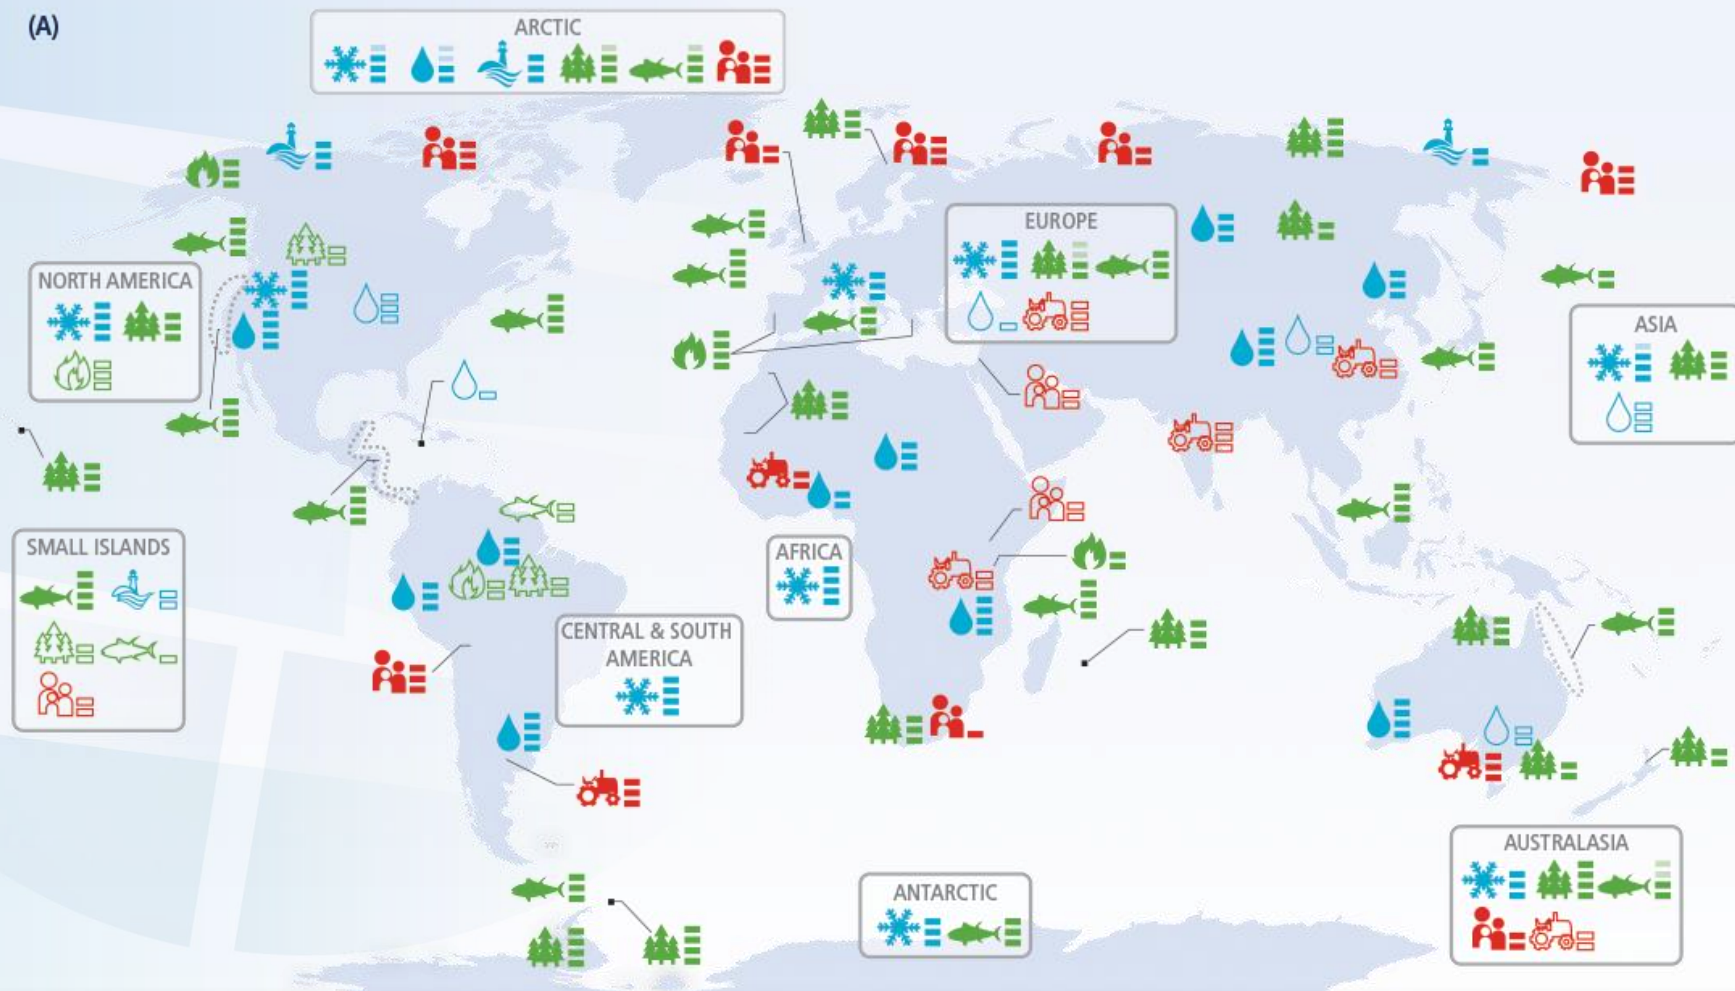 (A)
ARCTIC
EUROPE
NORTH AMERICA
ASIA
SMALL ISLANDS
AFRICA
CENTRAL & SOUTH
AMERICA
AUSTRALASIA
ANTARCTIC